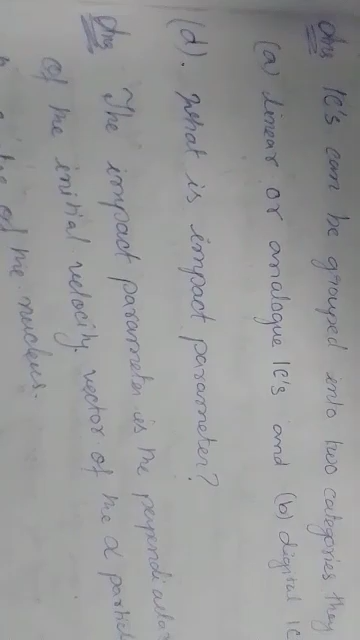 Ans IC's can be grouped into two categories they
(a) linear or analogue IC's and (b) digital IC
(d). What is impact parameter?
Ans The impact parameter is the perpendicular
of the initial velocity vector of the α particl
of the nucleus.